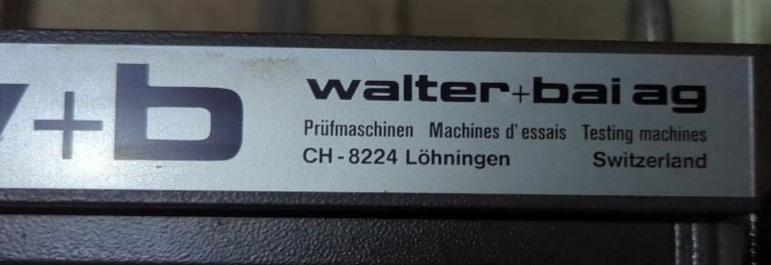 w+b
walter+bai ag
Prüfmaschinen Machines d'essais Testing machines
CH-8224 Löhningen Switzerland